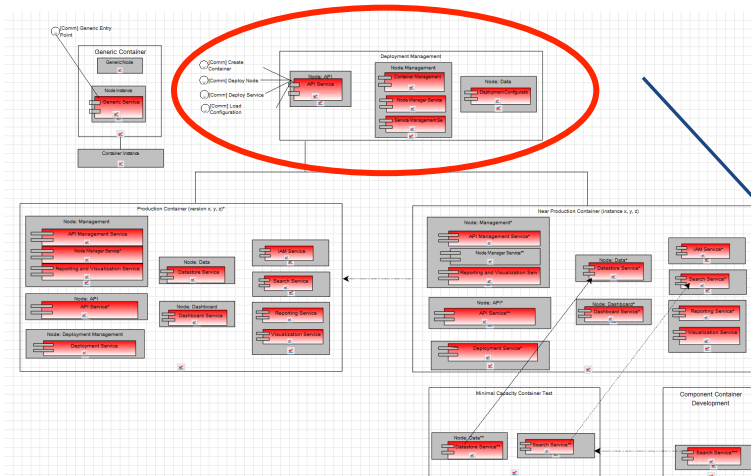 [Comm] Generic Entry
Point
Generic Container
GenericNode
NodeInstance
Generic Service
Container.Instance
Deployment Management
[Comm] Create
Container
[Comm] Deploy Node
[Comm] Deploy Service
[Comm] Load
Configuration
Node: API
API Service
Node: Management
Container Management
Node Manager Service
Service Management Se
Node: Data
Deployment Configuratio
Production Container (version x, y, z)*
Node: Management
API Management Service
Node Manager Service*
Reporting and Visualization Service
Node: API
API Service*
Node: Deployment Management
Deployment Service
Node: Data
Datastore Service
Node: Dashboard
Dashboard Service
IAM Service
Search Service
Reporting Service
Visualization Service
Near Production Container (instance x, y, z)
Node: Management*
API Management Service*
Node Manager Service**
Reporting and Visualization Serv
Node: API*
API Service**
Deployment Service*
Node: Data*
Datastore Service*
Node: Dashboard*
Dashboard Service*
IAM Service*
Search Service*
Reporting Service*
Visualization Service
Minimal Capacity Container Test
Node: Data**
Datastore Service**
Search Service**
Component Container
Development
Search Service***